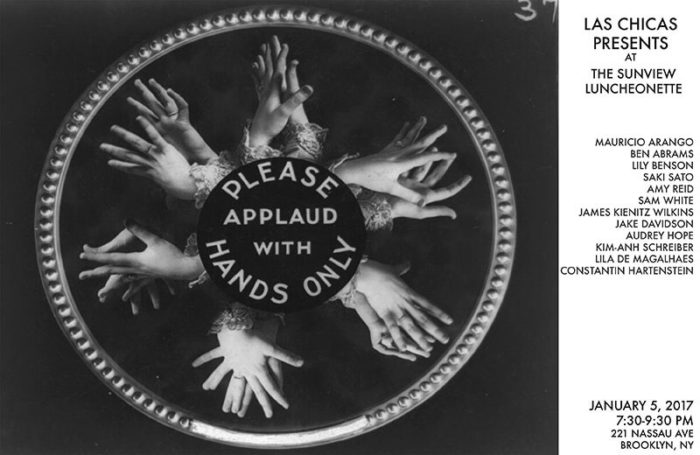 37
PLEASE
APPLAUD
WITH
HANDS ONLY
LAS CHICAS
PRESENTS
AT
THE SUNVIEW
LUNCHEONETTE
MAURICIO ARANGO
BEN ABRAMS
LILY BENSON
SAKI SATO
AMY REID
SAM WHITE
JAMES KIENITZ WILKINS
JAKE DAVIDSON
AUDREY HOPE
KIM-ANH SCHREIBER
LILA DE MAGALHAES
CONSTANTIN HARTENSTEIN
JANUARY 5, 2017
7:30-9:30 PM
221 NASSAU AVE
BROOKLYN, NY